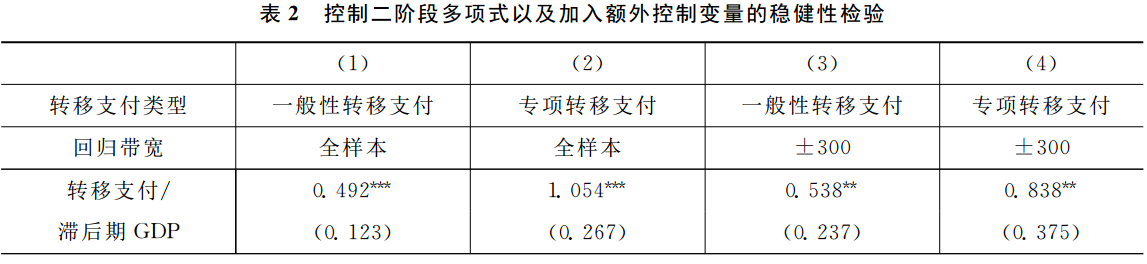 表 2 控制二阶段多项式以及加入额外控制变量的稳健性检验
（1） （2） （3） （4）
转移支付类型 一般性转移支付 专项转移支付 一般性转移支付 专项转移支付
回归带宽 全样本 全样本 ±300 ±300
转移支付/ 0.492*** 1.054*** 0.538** 0.838**
滞后期 GDP （0.123） （0.267） （0.237） （0.375）